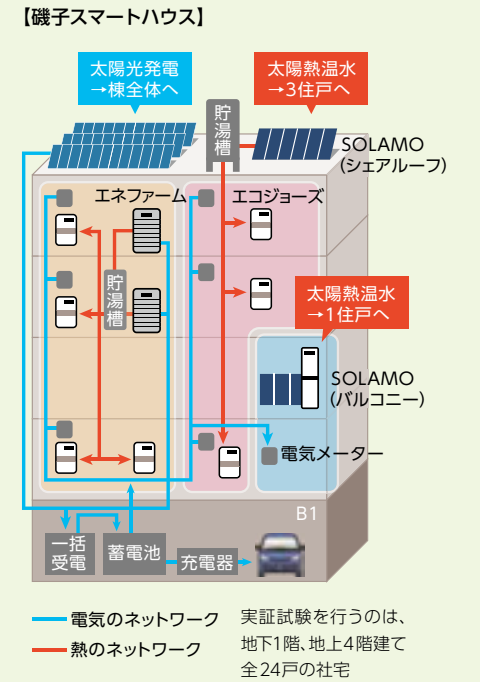 【磯子スマートハウス】
太陽光発電
→棟全体へ
太陽熱温水
→3住戸へ
貯湯槽
SOLAMO
(シェアルーフ)
エネファーム
エコジョーズ
貯湯槽
太陽熱温水
→1住戸へ
SOLAMO
(バルコニー)
電気メーター
B1
一括
受電
蓄電池
充電器
電気のネットワーク
熱のネットワーク
実証試験を行うのは、
地下1階、地上4階建て
全24戸の社宅